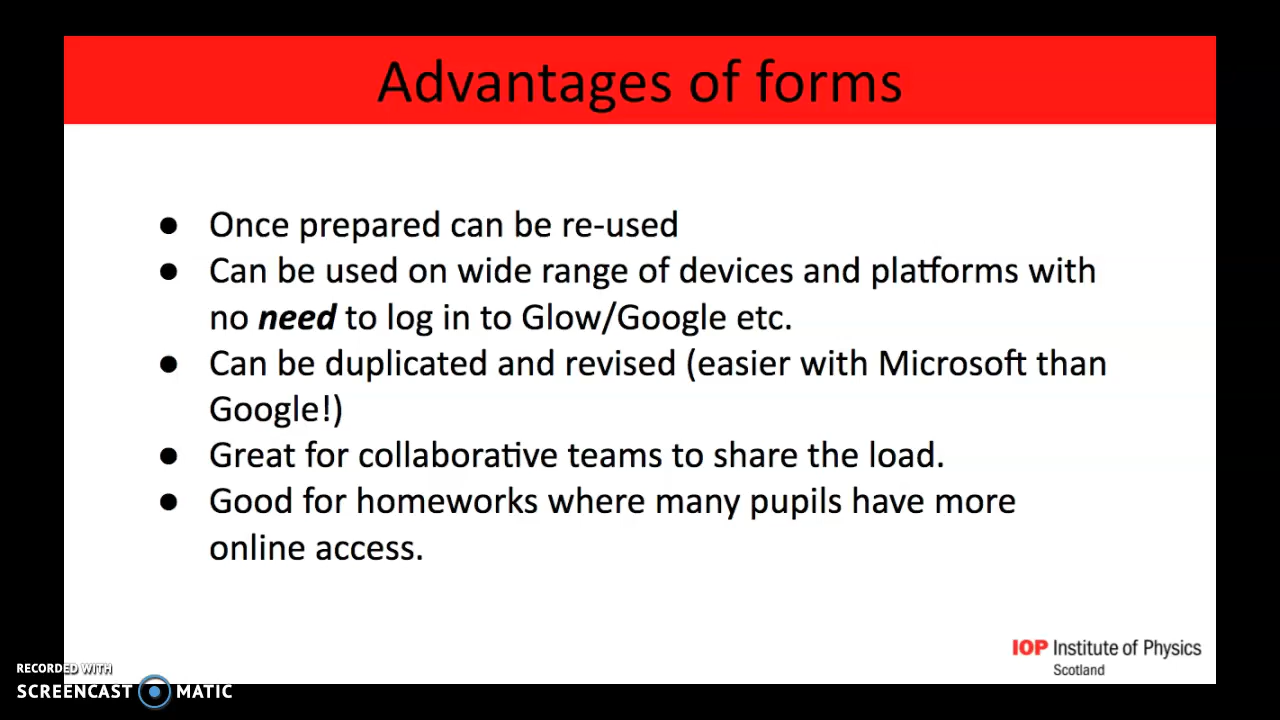 Advantages of forms
● Once prepared can be re-used
● Can be used on wide range of devices and platforms with
no need to log in to Glow/Google etc.
● Can be duplicated and revised (easier with Microsoft than
Google!)
● Great for collaborative teams to share the load.
● Good for homeworks where many pupils have more
online access.
IOP Institute of Physics
Scotland
RECORDED WITH
SCREENCAST MATIC